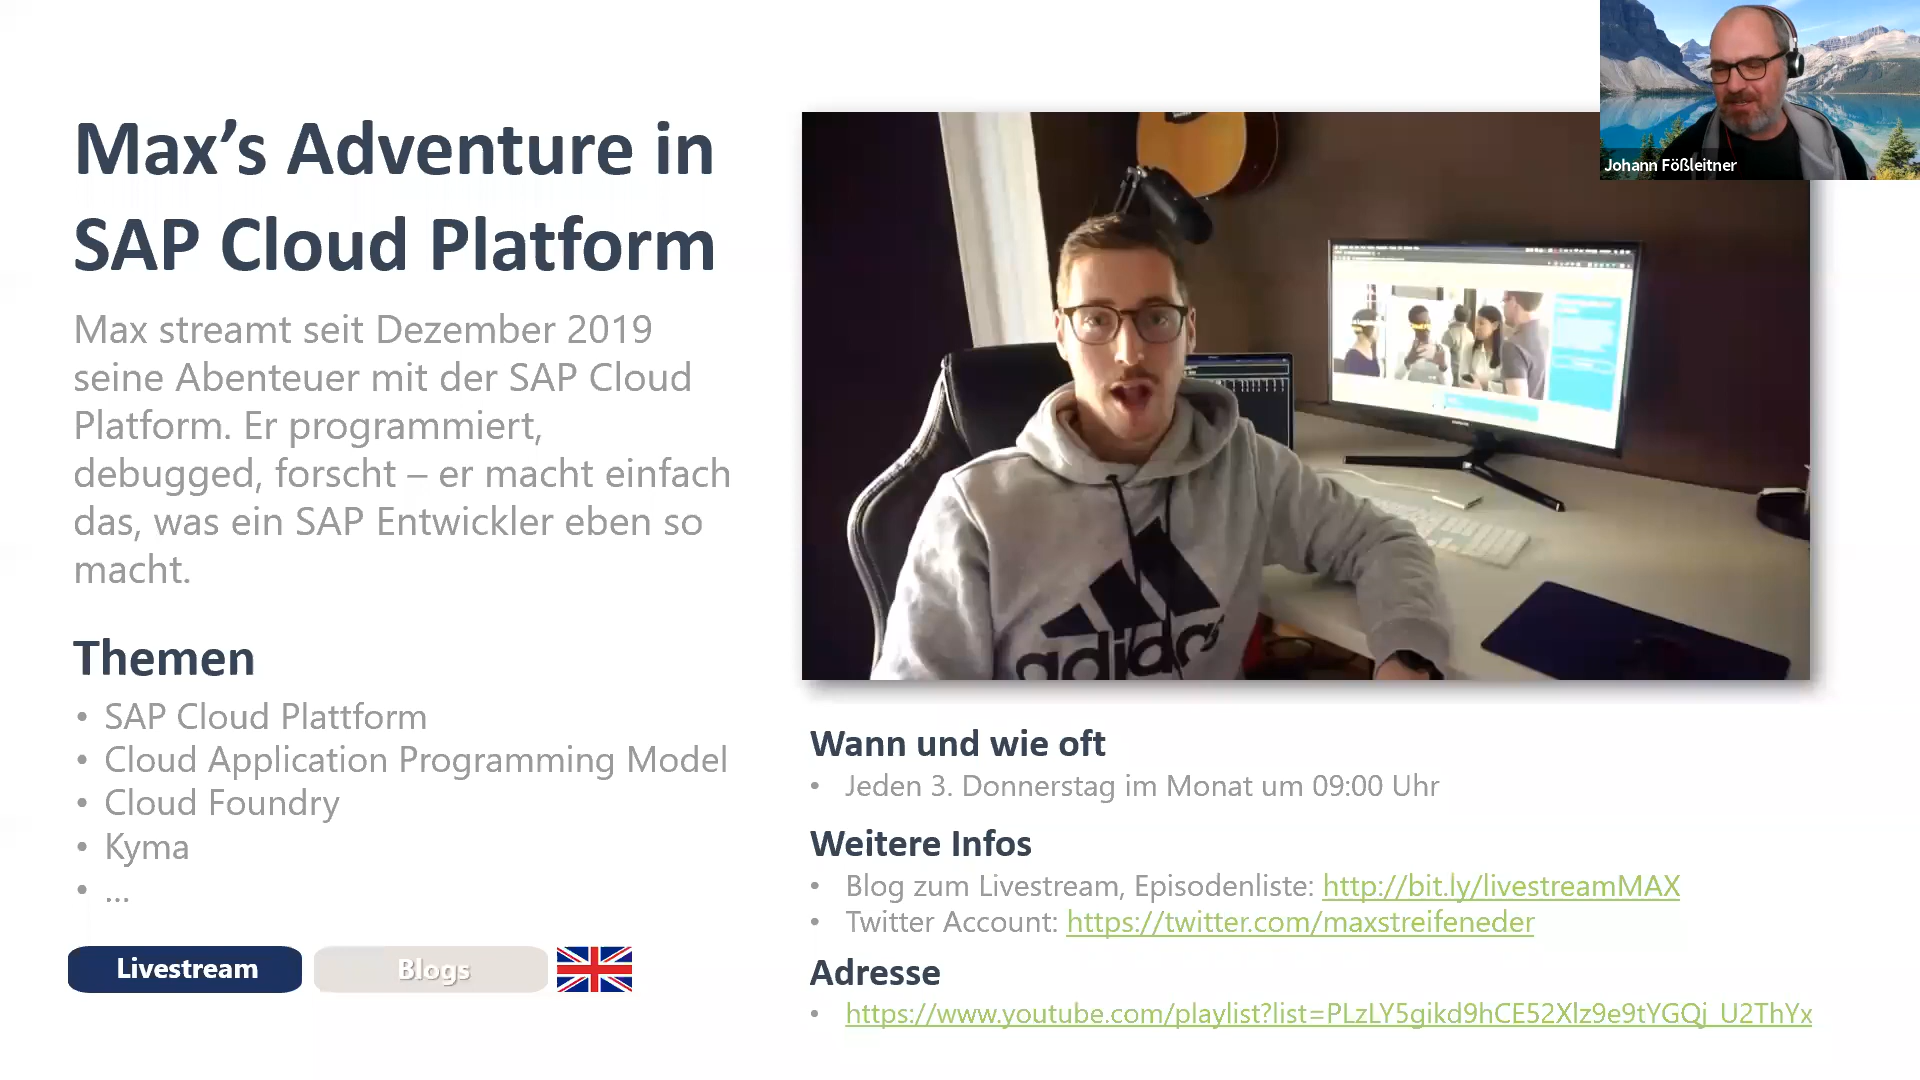 Max’s Adventure in
SAP Cloud Platform
Max streamt seit Dezember 2019
seine Abenteuer mit der SAP Cloud
Platform. Er programmiert,
debugged, forscht – er macht einfach
das, was ein SAP Entwickler eben so
macht.
Themen
• SAP Cloud Plattform
• Cloud Application Programming Model
• Cloud Foundry
• Kyma
• ...
Livestream
Blogs
Johann Fößleitner
adidas
Wann und wie oft
• Jeden 3. Donnerstag im Monat um 09:00 Uhr
Weitere Infos
• Blog zum Livestream, Episodenliste: http://bit.ly/livestreamMAX
• Twitter Account: https://twitter.com/maxstreifeneder
Adresse
• https://www.youtube.com/playlist?list=PLzLY5gikd9hCE52Xlz9e9tYGQj_U2ThYx